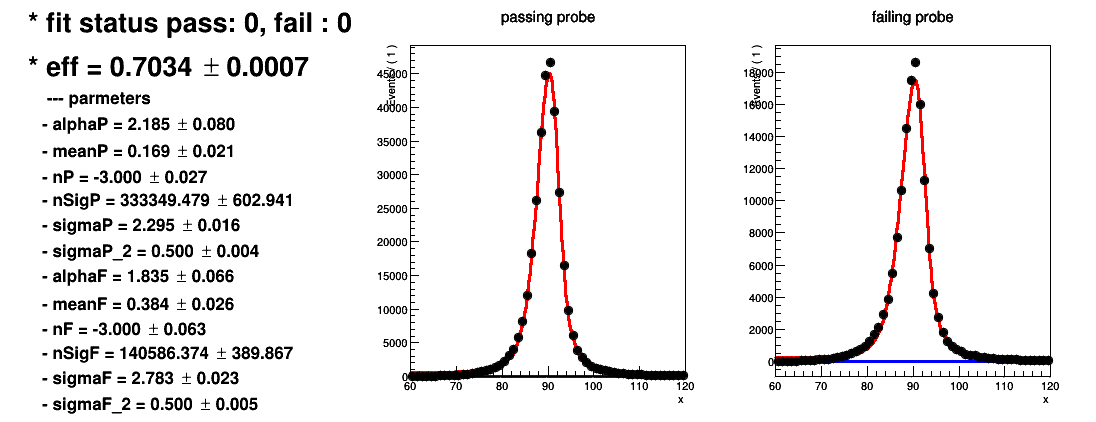 * fit status pass: 0, fail : 0
* eff = 0.7034 ± 0.0007
--- parmeters
- alphaP = 2.185 ± 0.080
- meanP = 0.169 ± 0.021
- nP = -3.000 ± 0.027
- nSigP = 333349.479 ± 602.941
- sigmaP = 2.295 ± 0.016
- sigmaP_2 = 0.500 ± 0.004
- alphaF = 1.835 ± 0.066
- meanF = 0.384 ± 0.026
- nF = -3.000 ± 0.063
- nSigF = 140586.374 ± 389.867
- sigmaF = 2.783 ± 0.023
- sigmaF_2 = 0.500 ± 0.005
passing probe
Events / ( 1 )
45000
40000
35000
30000
25000
20000
15000
10000
5000
0
60 70 80 90 100 110 120
x
failing probe
Events / ( 1 )
18000
16000
14000
12000
10000
8000
6000
4000
2000
0
60 70 80 90 100 110 120
x